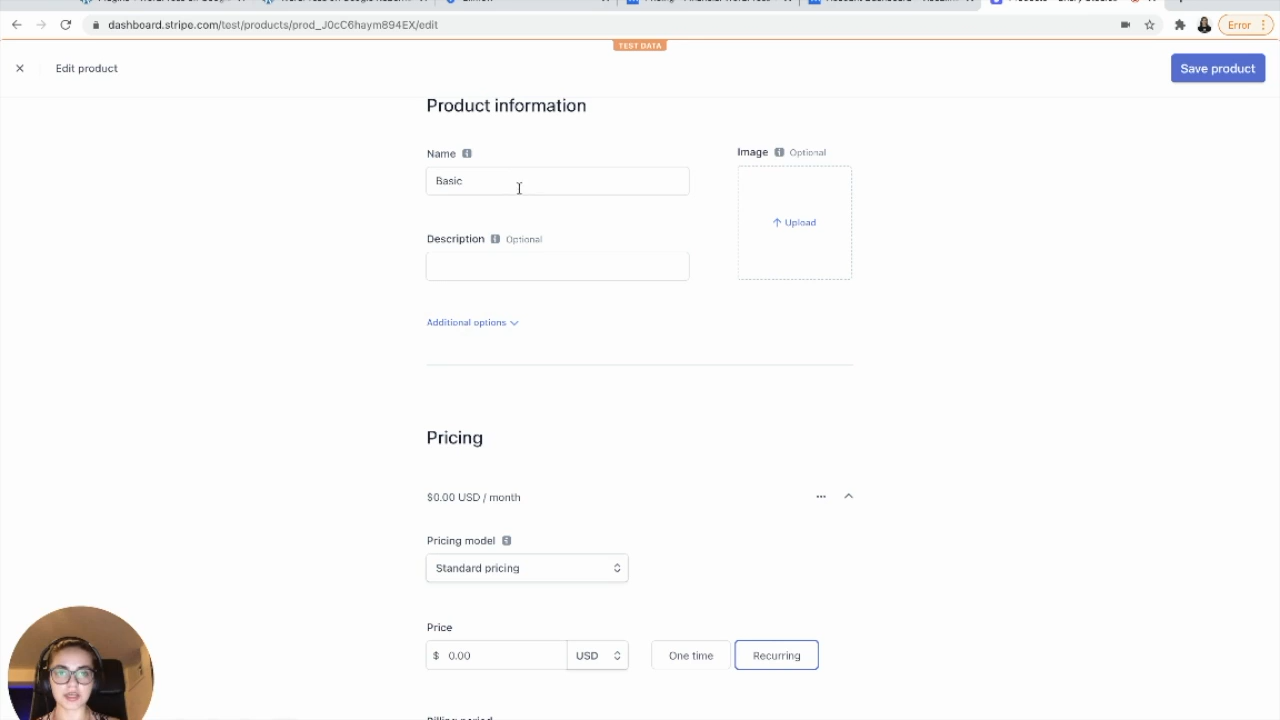 dashboard.stripe.com/test/products/prod_J0cC6haym894EX/edit
Error
TEST DATA
Edit product
Save product
Product information
Name
Image Optional
Basic
Upload
Description Optional
Additional options
Pricing
$0.00 USD / month
Pricing model
Standard pricing
Price
$ 0.00 USD
One time
Recurring
Billing period